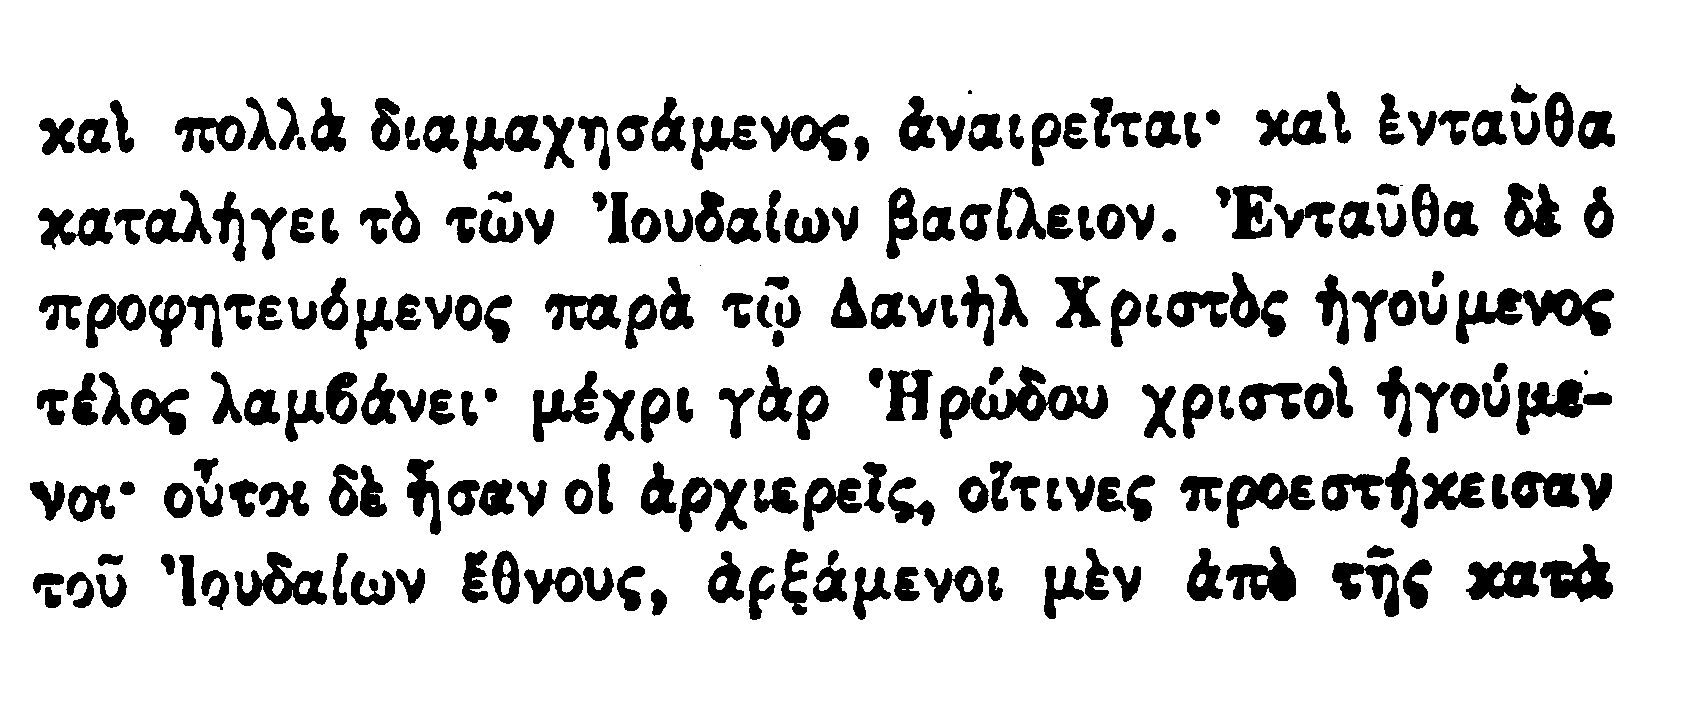 καὶ πολλὰ διαμαχησάμενος, ἀναιρεῖται· καὶ ἐνταῦθα
καταλήγει τὸ τῶν Ἰουδαίων βασίλειον. Ἐνταῦθα δὲ ὁ
προφητευόμενος παρὰ τῷ Δανιὴλ Χριστὸς ἡγούμενος
τέλος λαμβάνει· μέχρι γὰρ Ἡρώδου χριστοὶ ἡγούμε-
νοι· οὗτοι δὲ ἦσαν οἱ ἀρχιερεῖς, οἵτινες προεστήκεισαν
τοῦ Ἰουδαίων ἔθνους, ἀρξάμενοι μὲν ἀπὸ τῆς κατὰ